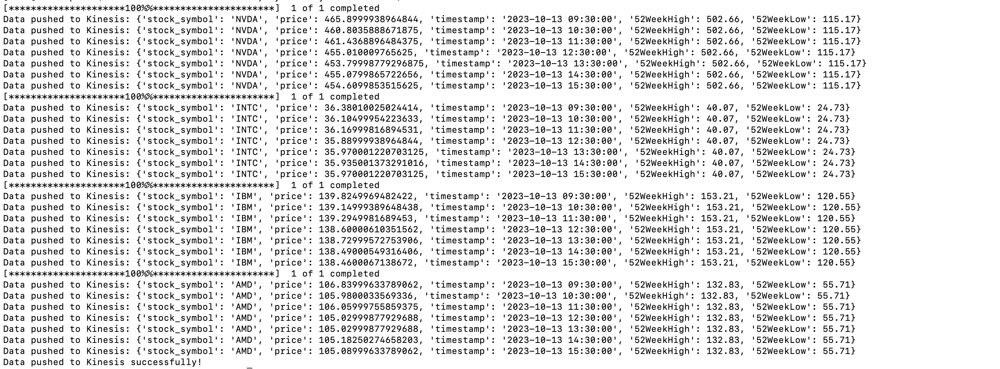 [*********************100%%**********************]  1 of 1 completed
Data pushed to Kinesis: {'stock_symbol': 'NVDA', 'price': 465.8999938964844, 'timestamp': '2023-10-13 09:30:00', '52WeekHigh': 502.66, '52WeekLow': 115.17}
Data pushed to Kinesis: {'stock_symbol': 'NVDA', 'price': 460.8035888671875, 'timestamp': '2023-10-13 10:30:00', '52WeekHigh': 502.66, '52WeekLow': 115.17}
Data pushed to Kinesis: {'stock_symbol': 'NVDA', 'price': 461.4368896484375, 'timestamp': '2023-10-13 11:30:00', '52WeekHigh': 502.66, '52WeekLow': 115.17}
Data pushed to Kinesis: {'stock_symbol': 'NVDA', 'price': 455.010009765625, 'timestamp': '2023-10-13 12:30:00', '52WeekHigh': 502.66, '52WeekLow': 115.17}
Data pushed to Kinesis: {'stock_symbol': 'NVDA', 'price': 453.79998779296875, 'timestamp': '2023-10-13 13:30:00', '52WeekHigh': 502.66, '52WeekLow': 115.17}
Data pushed to Kinesis: {'stock_symbol': 'NVDA', 'price': 455.0799865722656, 'timestamp': '2023-10-13 14:30:00', '52WeekHigh': 502.66, '52WeekLow': 115.17}
Data pushed to Kinesis: {'stock_symbol': 'NVDA', 'price': 454.6099853515625, 'timestamp': '2023-10-13 15:30:00', '52WeekHigh': 502.66, '52WeekLow': 115.17}
[*********************100%%**********************]  1 of 1 completed
Data pushed to Kinesis: {'stock_symbol': 'INTC', 'price': 36.38010025024414, 'timestamp': '2023-10-13 09:30:00', '52WeekHigh': 40.07, '52WeekLow': 24.73}
Data pushed to Kinesis: {'stock_symbol': 'INTC', 'price': 36.10499954223633, 'timestamp': '2023-10-13 10:30:00', '52WeekHigh': 40.07, '52WeekLow': 24.73}
Data pushed to Kinesis: {'stock_symbol': 'INTC', 'price': 36.16999816894531, 'timestamp': '2023-10-13 11:30:00', '52WeekHigh': 40.07, '52WeekLow': 24.73}
Data pushed to Kinesis: {'stock_symbol': 'INTC', 'price': 35.88999938964844, 'timestamp': '2023-10-13 12:30:00', '52WeekHigh': 40.07, '52WeekLow': 24.73}
Data pushed to Kinesis: {'stock_symbol': 'INTC', 'price': 35.970001220703125, 'timestamp': '2023-10-13 13:30:00', '52WeekHigh': 40.07, '52WeekLow': 24.73}
Data pushed to Kinesis: {'stock_symbol': 'INTC', 'price': 35.935001373291016, 'timestamp': '2023-10-13 14:30:00', '52WeekHigh': 40.07, '52WeekLow': 24.73}
Data pushed to Kinesis: {'stock_symbol': 'INTC', 'price': 35.970001220703125, 'timestamp': '2023-10-13 15:30:00', '52WeekHigh': 40.07, '52WeekLow': 24.73}
[*********************100%%**********************]  1 of 1 completed
Data pushed to Kinesis: {'stock_symbol': 'IBM', 'price': 139.8249969482422, 'timestamp': '2023-10-13 09:30:00', '52WeekHigh': 153.21, '52WeekLow': 120.55}
Data pushed to Kinesis: {'stock_symbol': 'IBM', 'price': 139.14999389648438, 'timestamp': '2023-10-13 10:30:00', '52WeekHigh': 153.21, '52WeekLow': 120.55}
Data pushed to Kinesis: {'stock_symbol': 'IBM', 'price': 139.2949981689453, 'timestamp': '2023-10-13 11:30:00', '52WeekHigh': 153.21, '52WeekLow': 120.55}
Data pushed to Kinesis: {'stock_symbol': 'IBM', 'price': 138.60000610351562, 'timestamp': '2023-10-13 12:30:00', '52WeekHigh': 153.21, '52WeekLow': 120.55}
Data pushed to Kinesis: {'stock_symbol': 'IBM', 'price': 138.72999572753906, 'timestamp': '2023-10-13 13:30:00', '52WeekHigh': 153.21, '52WeekLow': 120.55}
Data pushed to Kinesis: {'stock_symbol': 'IBM', 'price': 138.49000549316406, 'timestamp': '2023-10-13 14:30:00', '52WeekHigh': 153.21, '52WeekLow': 120.55}
Data pushed to Kinesis: {'stock_symbol': 'IBM', 'price': 138.4600067138672, 'timestamp': '2023-10-13 15:30:00', '52WeekHigh': 153.21, '52WeekLow': 120.55}
[*********************100%%**********************]  1 of 1 completed
Data pushed to Kinesis: {'stock_symbol': 'AMD', 'price': 106.83999633789062, 'timestamp': '2023-10-13 09:30:00', '52WeekHigh': 132.83, '52WeekLow': 55.71}
Data pushed to Kinesis: {'stock_symbol': 'AMD', 'price': 105.9800033569336, 'timestamp': '2023-10-13 10:30:00', '52WeekHigh': 132.83, '52WeekLow': 55.71}
Data pushed to Kinesis: {'stock_symbol': 'AMD', 'price': 106.05999755859375, 'timestamp': '2023-10-13 11:30:00', '52WeekHigh': 132.83, '52WeekLow': 55.71}
Data pushed to Kinesis: {'stock_symbol': 'AMD', 'price': 105.02999877929688, 'timestamp': '2023-10-13 12:30:00', '52WeekHigh': 132.83, '52WeekLow': 55.71}
Data pushed to Kinesis: {'stock_symbol': 'AMD', 'price': 105.02999877929688, 'timestamp': '2023-10-13 13:30:00', '52WeekHigh': 132.83, '52WeekLow': 55.71}
Data pushed to Kinesis: {'stock_symbol': 'AMD', 'price': 105.18250274658203, 'timestamp': '2023-10-13 14:30:00', '52WeekHigh': 132.83, '52WeekLow': 55.71}
Data pushed to Kinesis: {'stock_symbol': 'AMD', 'price': 105.08999633789062, 'timestamp': '2023-10-13 15:30:00', '52WeekHigh': 132.83, '52WeekLow': 55.71}
Data pushed to Kinesis successfully!